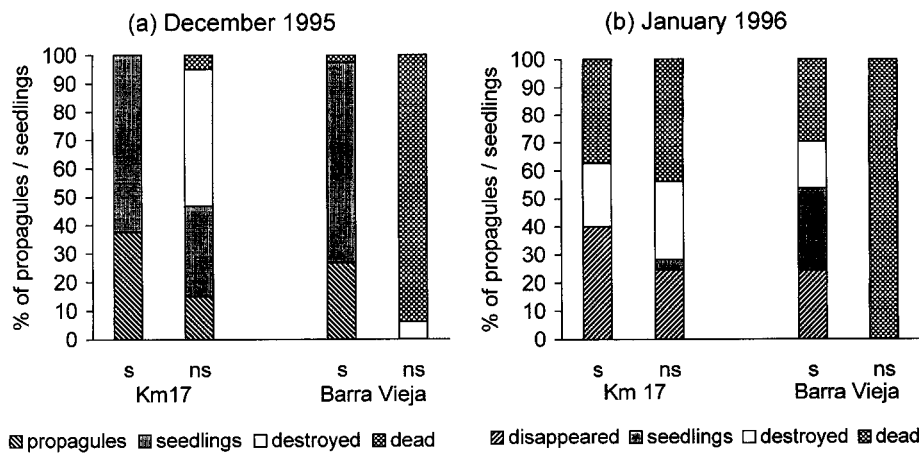 (a) December 1995
% of propagules / seedlings
100
90
80
70
60
50
40
30
20
10
0
s ns s ns
Km17 Barra Vieja
propagules seedlings destroyed dead
(b) January 1996
% of propagules / seedlings
100
90
80
70
60
50
40
30
20
10
0
s ns s ns
Km 17 Barra Vieja
disappeared seedlings destroyed dead